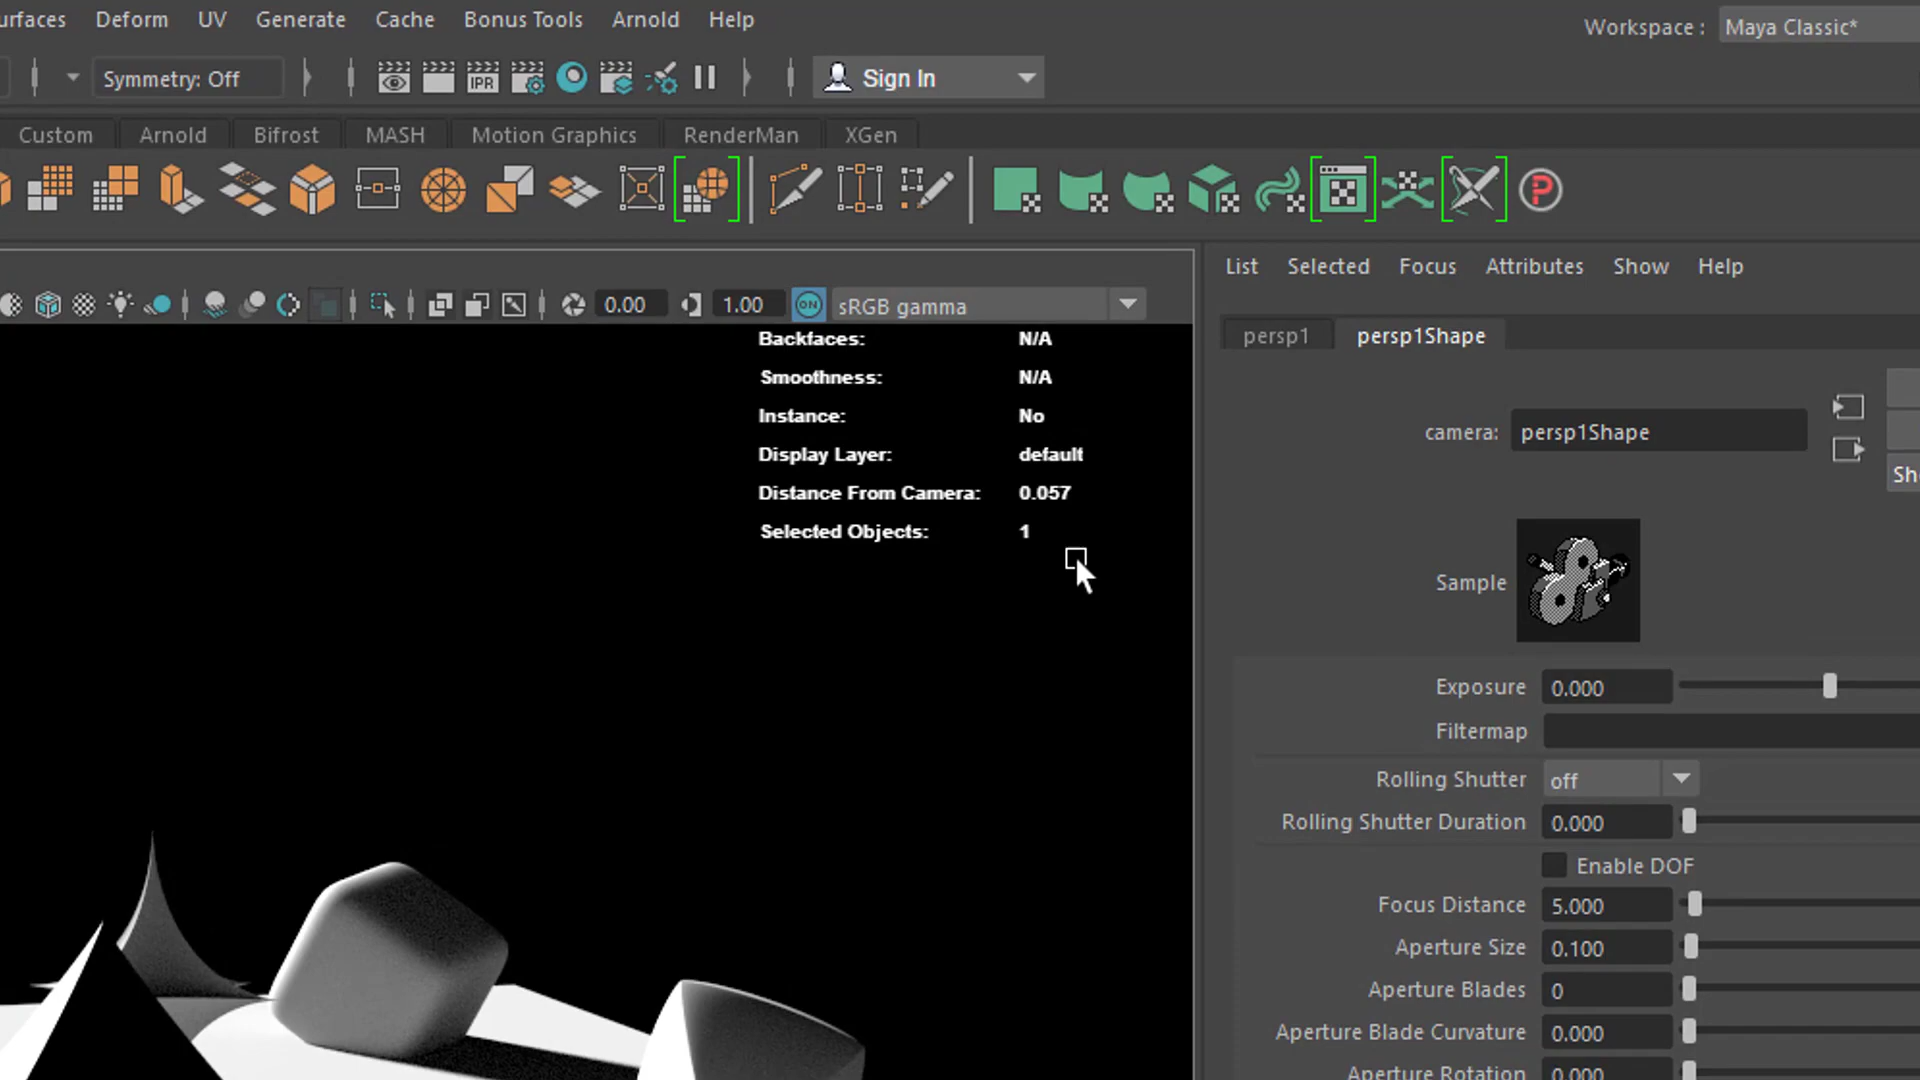 urfaces Deform UV Generate Cache Bonus Tools Arnold Help
Workspace : Maya Classic*
Symmetry: Off IPR Sign In
Custom Arnold Bifrost MASH Motion Graphics RenderMan XGen
List Selected Focus Attributes Show Help
0.00 1.00 ON sRGB gamma
persp1 persp1Shape
Backfaces: N/A
Smoothness: N/A
Instance: No
Display Layer: default
Distance From Camera: 0.057
Selected Objects: 1
camera: persp1Shape
Sh
Sample
Exposure 0.000
Filtermap
Rolling Shutter off
Rolling Shutter Duration 0.000
Enable DOF
Focus Distance 5.000
Aperture Size 0.100
Aperture Blades 0
Aperture Blade Curvature 0.000
Aperture Rotation 0.000